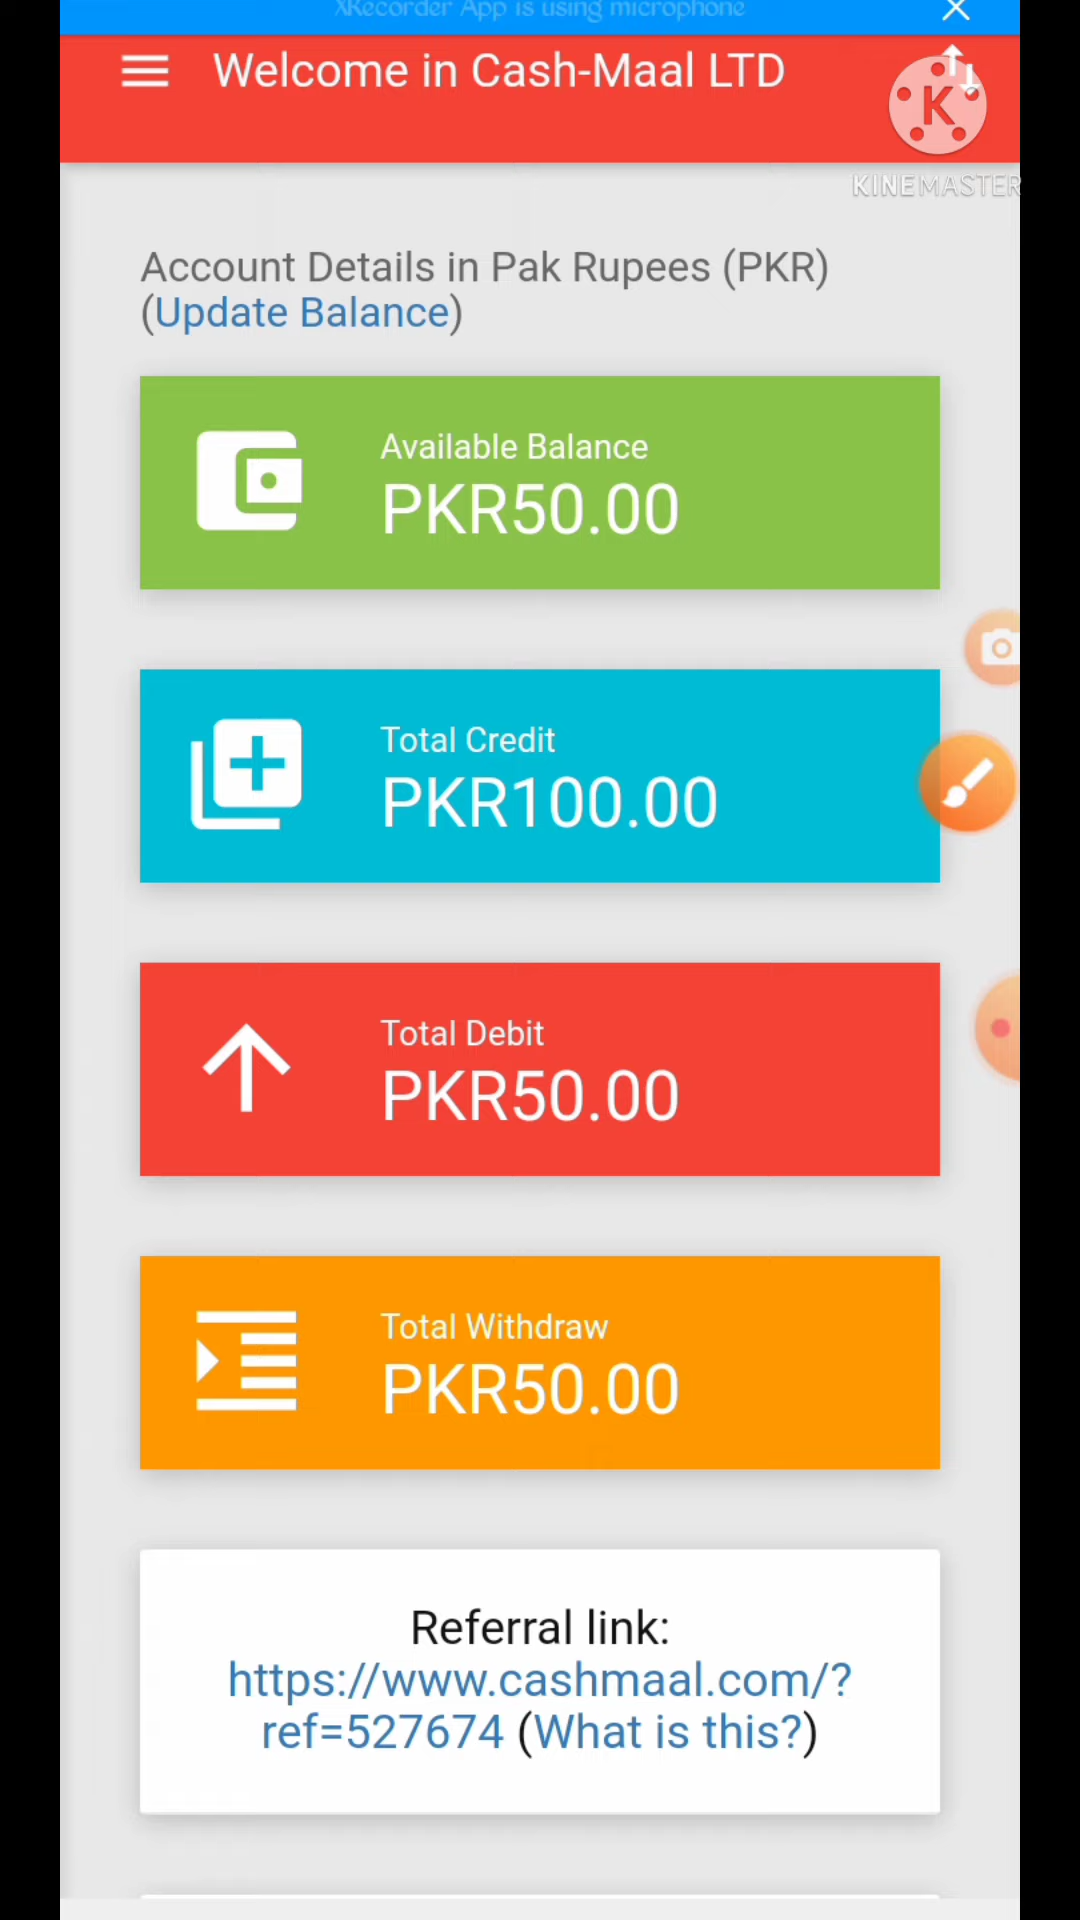 XRecorder App is using microphone
Welcome in Cash-Maal LTD
K
KINEMASTER
Account Details in Pak Rupees (PKR)
(Update Balance)
Available Balance
PKR50.00
Total Credit
PKR100.00
Total Debit
PKR50.00
Total Withdraw
PKR50.00
Referral link:
https://www.cashmaal.com/?
ref=527674 (What is this?)